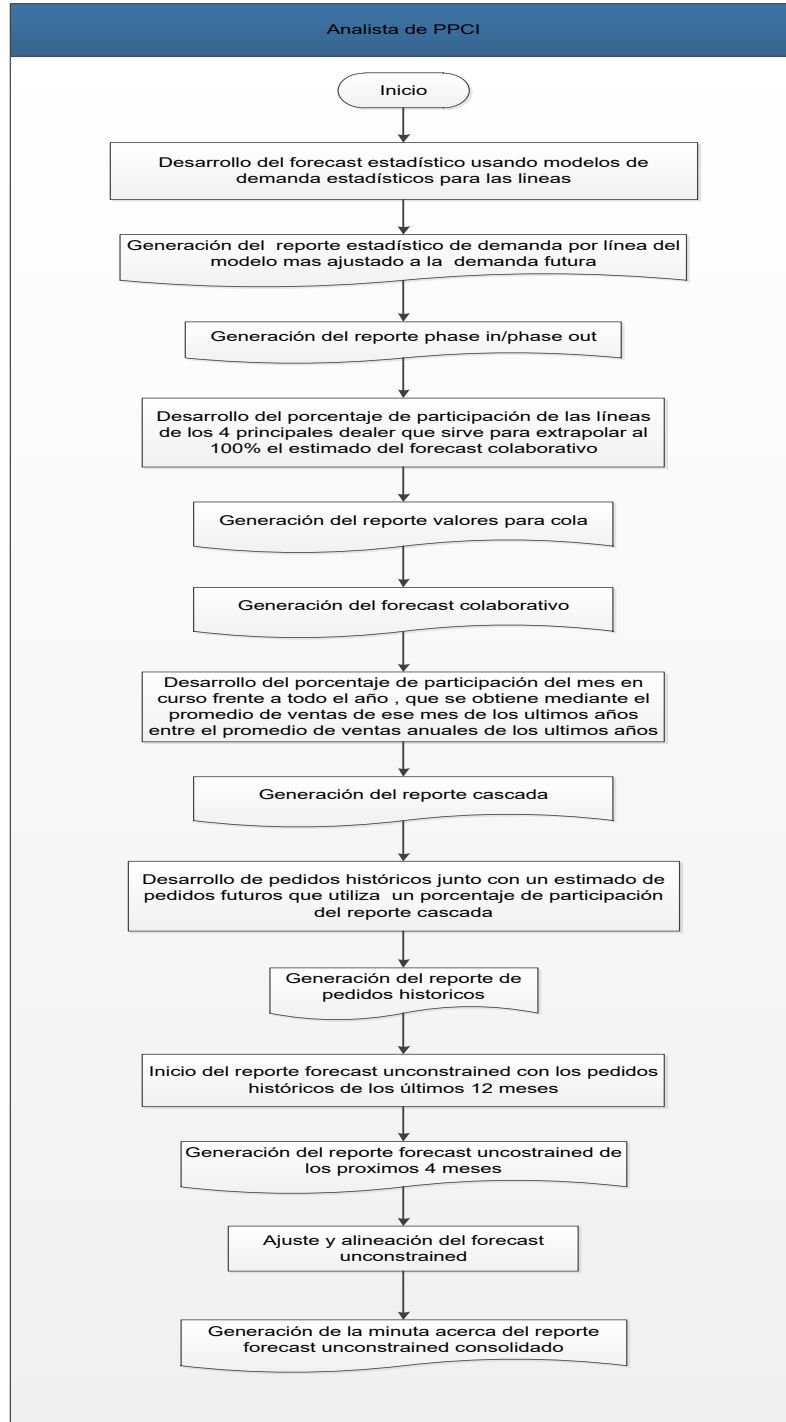 Analista de PPCI
Inicio
Desarrollo del forecast estadístico usando modelos de
demanda estadísticos para las lineas
Generación del  reporte estadístico de demanda por línea del
modelo mas ajustado a la  demanda futura
Generación del reporte phase in/phase out
Desarrollo del porcentaje de participación de las líneas
de los 4 principales dealer que sirve para extrapolar al
100% el estimado del forecast colaborativo
Generación del reporte valores para cola
Generación del forecast colaborativo
Desarrollo del porcentaje de participación del mes en
curso frente a todo el año , que se obtiene mediante el
promedio de ventas de ese mes de los ultimos años
entre el promedio de ventas anuales de los ultimos años
Generación del reporte cascada
Desarrollo de pedidos históricos junto con un estimado de
pedidos futuros que utiliza  un porcentaje de participación
del reporte cascada
Generación del reporte de
pedidos historicos
Inicio del reporte forecast unconstrained con los pedidos
históricos de los últimos 12 meses
Generación del reporte forecast uncostrained de
los proximos 4 meses
Ajuste y alineación del forecast
unconstrained
Generación de la minuta acerca del reporte
forecast unconstrained consolidado